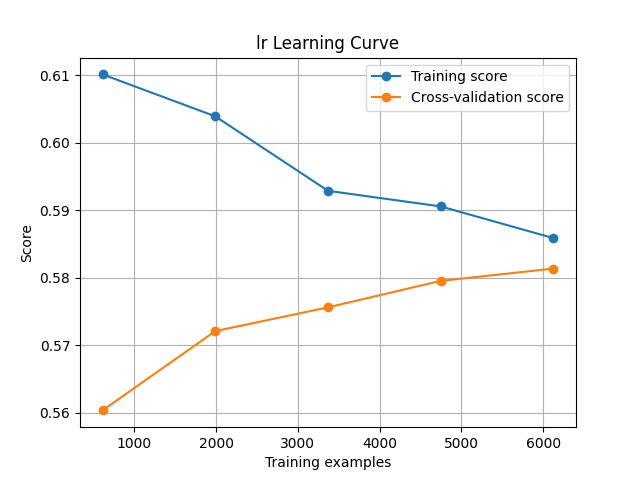 lr Learning Curve
Training score
Cross-validation score
0.61
0.60
0.59
0.58
0.57
0.56
Score
1000 2000 3000 4000 5000 6000
Training examples